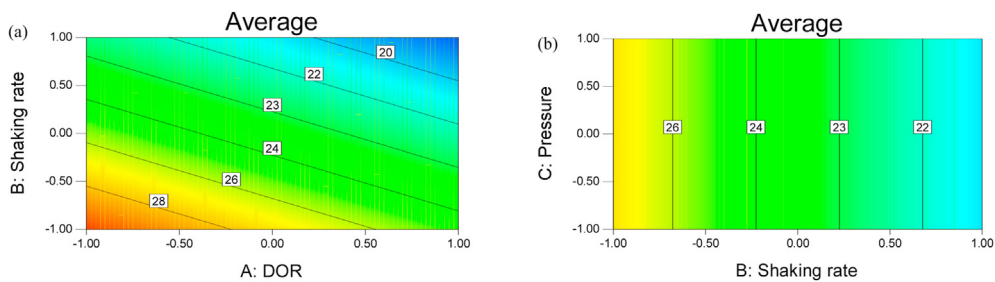 (a)
Average
B: Shaking rate
1.00
0.50
0.00
-0.50
-1.00
20
22
23
24
26
28
-1.00 -0.50 0.00 0.50 1.00
A: DOR
(b)
Average
C: Pressure
1.00
0.50
0.00
-0.50
-1.00
26 24 23 22
-1.00 -0.50 0.00 0.50 1.00
B: Shaking rate